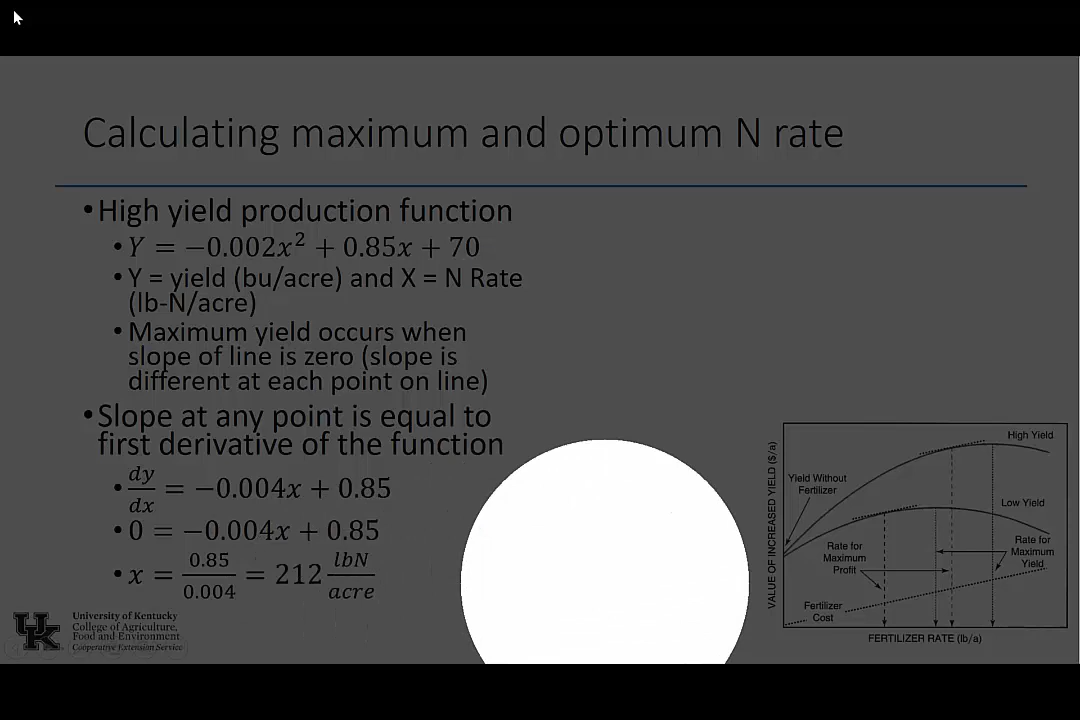 Calculating maximum and optimum N rate
•High yield production function
•Y = −0.002x² + 0.85x + 70
•Y = yield (bu/acre) and X = N Rate
(lb-N/acre)
•Maximum yield occurs when
slope of line is zero (slope is
different at each point on line)
•Slope at any point is equal to
first derivative of the function
•dy/dx = −0.004x + 0.85
•0 = −0.004x + 0.85
•x = 0.85/0.004 = 212 lbN/acre
VALUE OF INCREASED YIELD ($/a)
High Yield
Yield Without
Fertilizer
Low Yield
Rate for
Maximum
Profit
Rate for
Maximum
Yield
Fertilizer
Cost
FERTILIZER RATE (lb/a)
UK
University of Kentucky
College of Agriculture,
Food and Environment
Cooperative Extension Service